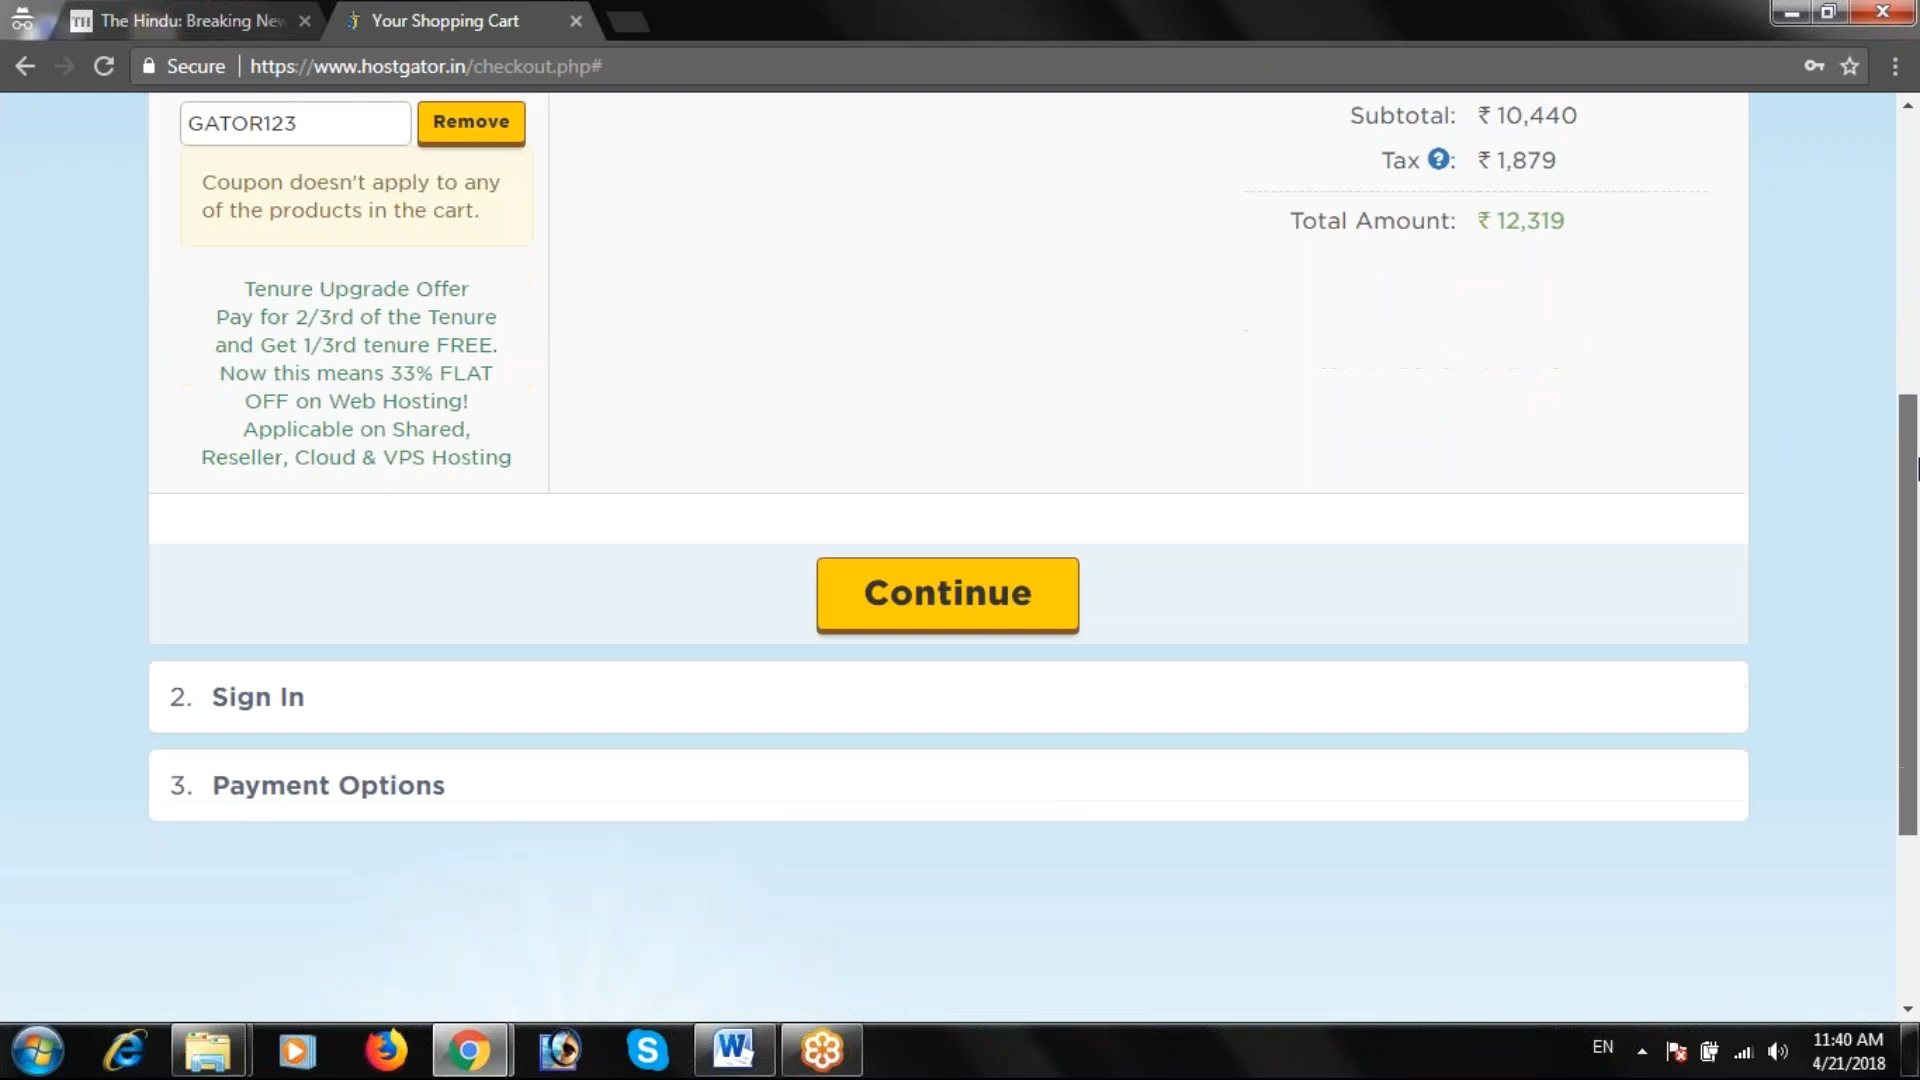 The Hindu: Breaking Nev
Your Shopping Cart
Secure | https://www.hostgator.in/checkout.php#
GATOR123
Remove
Coupon doesn't apply to any
of the products in the cart.
Tenure Upgrade Offer
Pay for 2/3rd of the Tenure
and Get 1/3rd tenure FREE.
Now this means 33% FLAT
OFF on Web Hosting!
Applicable on Shared,
Reseller, Cloud & VPS Hosting
Subtotal: ₹ 10,440
Tax ?: ₹ 1,879
Total Amount: ₹ 12,319
Continue
2. Sign In
3. Payment Options
EN
11:40 AM
4/21/2018